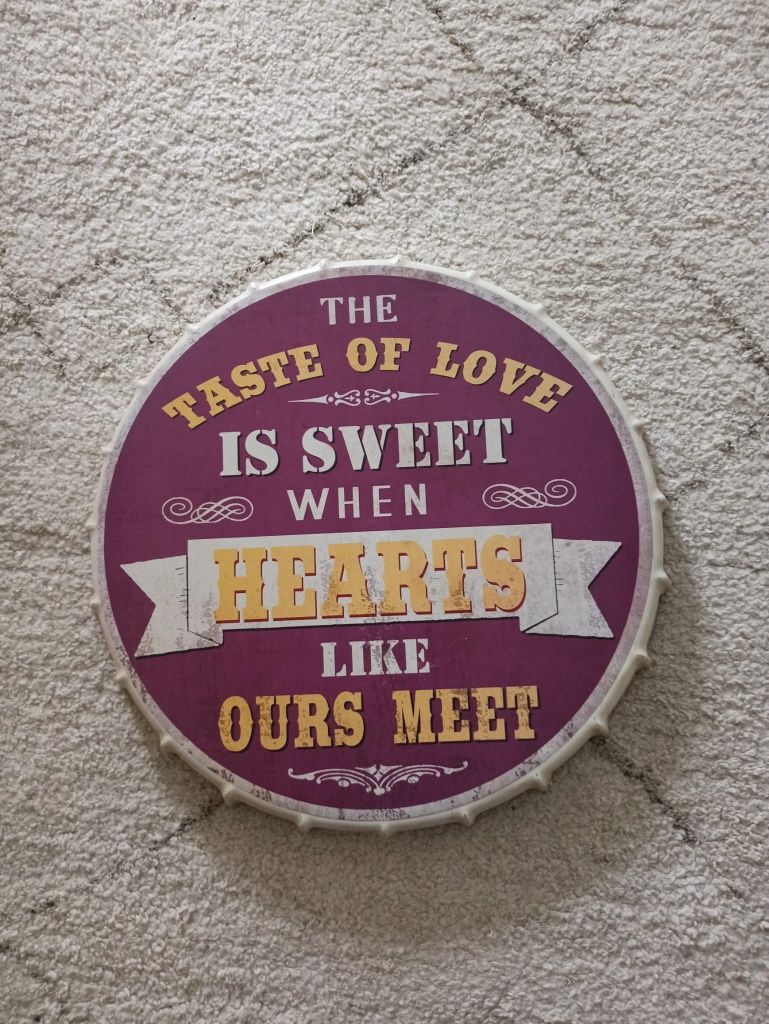 THE
TASTE OF LOVE
IS SWEET
WHEN
HEARTS
LIKE
OURS MEET